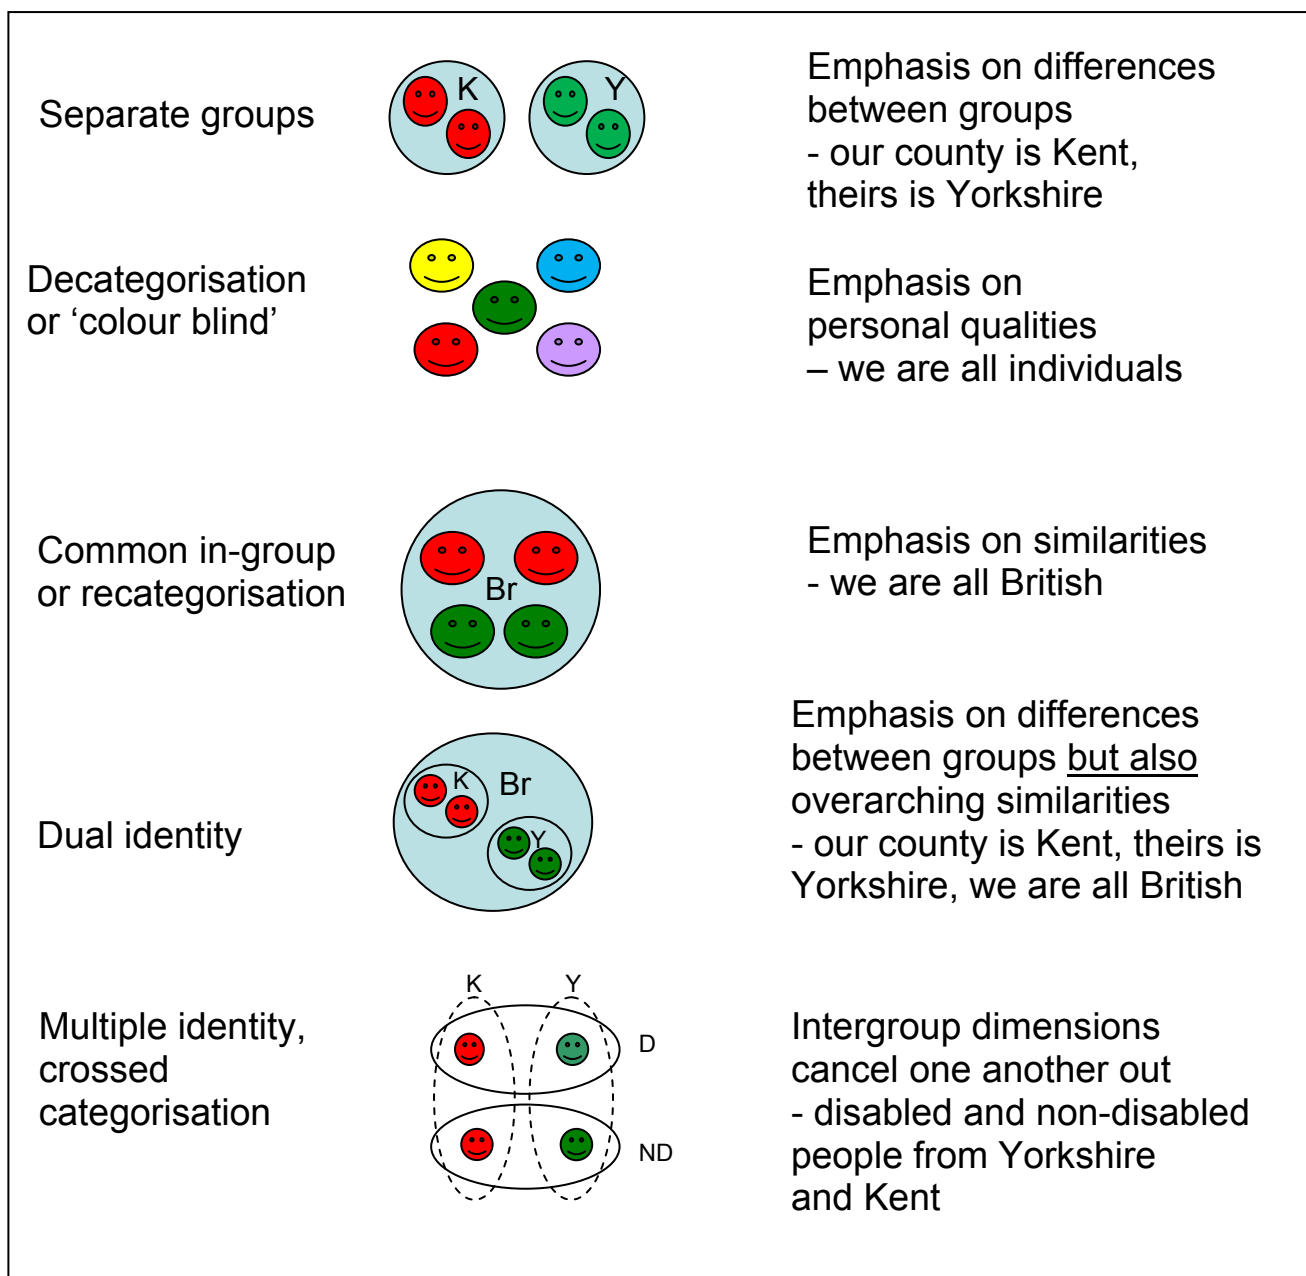 Separate groups
K
Y
Emphasis on differences
between groups
- our county is Kent,
theirs is Yorkshire
Decategorisation
or ‘colour blind’
Emphasis on
personal qualities
– we are all individuals
Common in-group
or recategorisation
Br
Emphasis on similarities
- we are all British
Dual identity
K
Br
Y
Emphasis on differences
between groups but also
overarching similarities
- our county is Kent, theirs is
Yorkshire, we are all British
Multiple identity,
crossed
categorisation
K
Y
D
ND
Intergroup dimensions
cancel one another out
- disabled and non-disabled
people from Yorkshire
and Kent